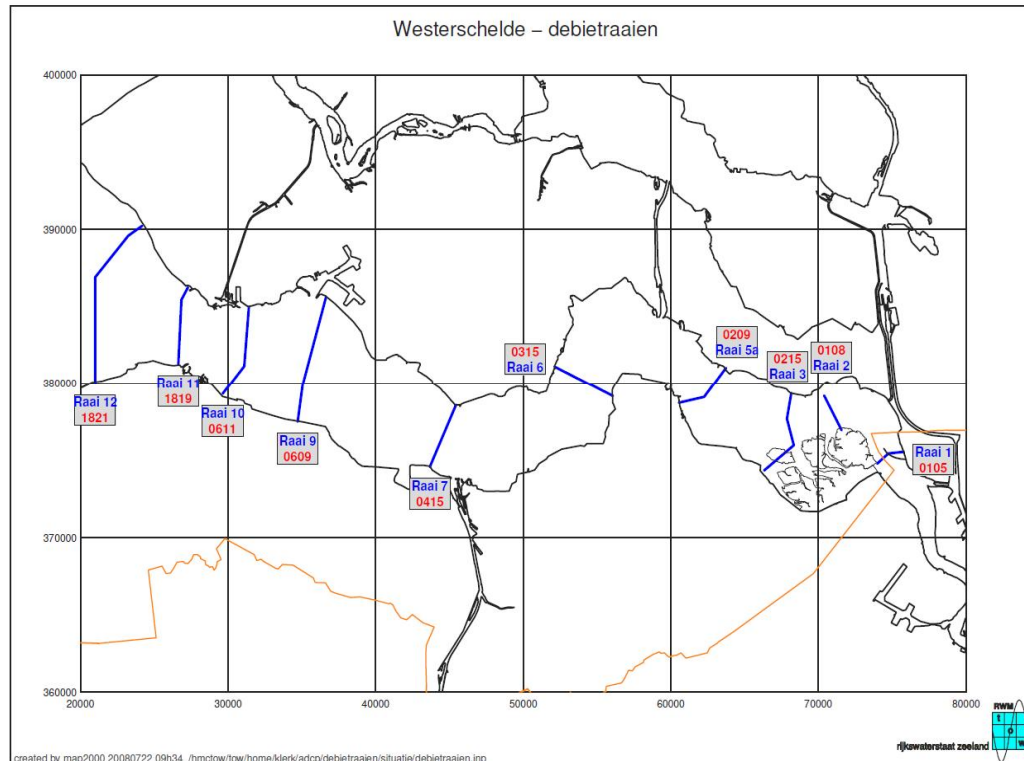 Westerschelde – debietraaien
400000
390000
0209
Raai 5a
0108
Raai 2
0315
Raai 6
0215
Raai 3
380000
Raai 11
1819
Raai 12
1821
Raai 10
0611
Raai 9
0609
Raai 1
0105
Raai 7
0415
370000
360000
20000
30000
40000
50000
60000
70000
80000
RWM
t
o
w
rijkswaterstaat zeeland
created by map2000 20080722 09h34 /hmctow/tow/home/klerk/adcp/debietraaien/situatie/debietraaien.inp